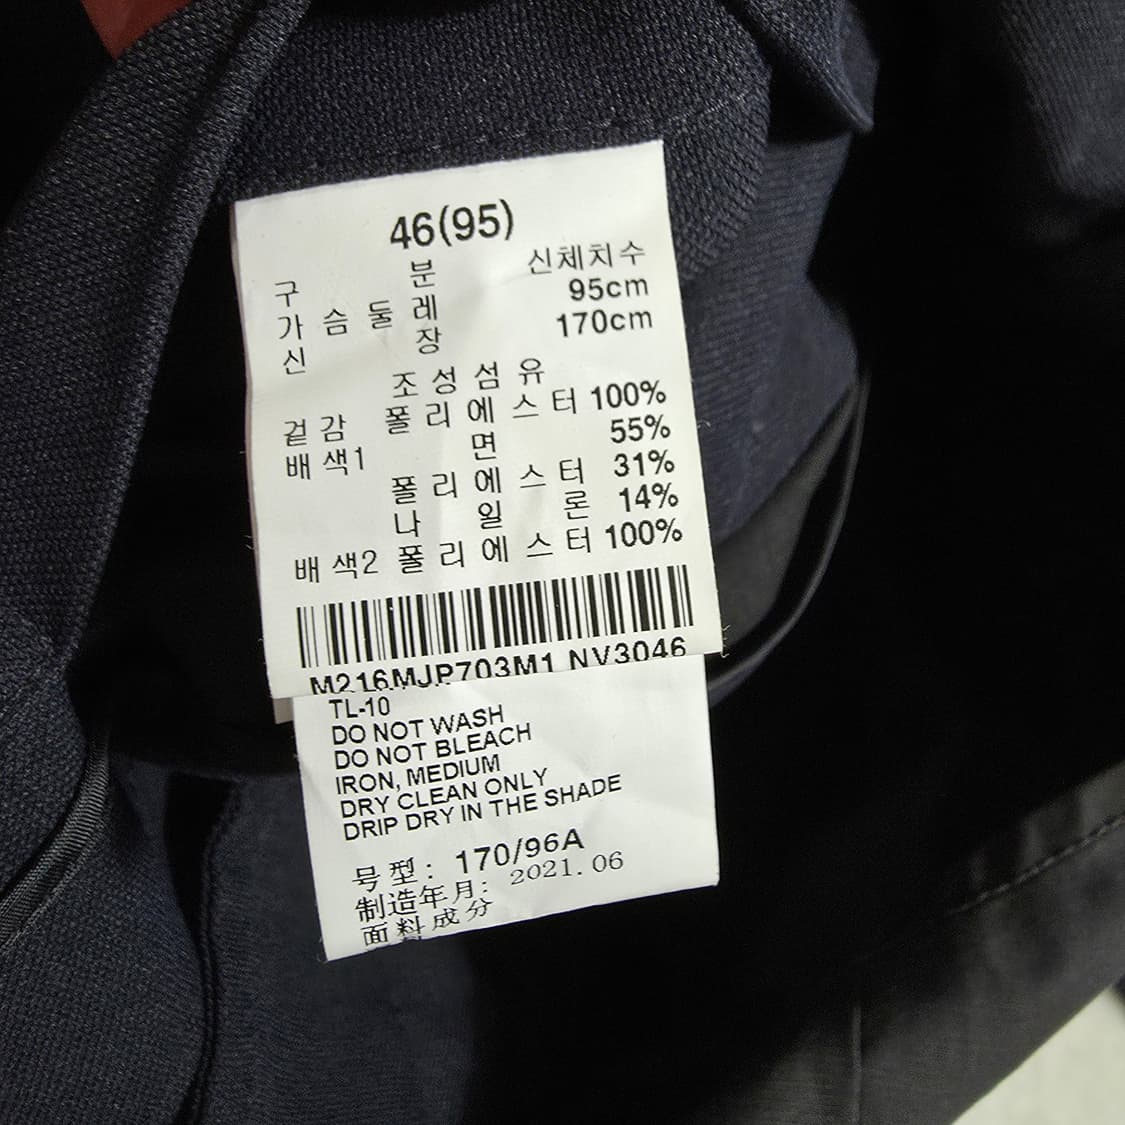 46(95)
구 분 신체치수
가 슴 둘 레 95cm
신 장 170cm
조 성 섬 유
겉 감 폴 리 에 스 터 100%
배 색1 면 55%
폴 리 에 스 터 31%
나 일 론 14%
배 색2 폴 리 에 스 터 100%
M216MJP703M1 NV3046
TL-10
DO NOT WASH
DO NOT BLEACH
IRON, MEDIUM
DRY CLEAN ONLY
DRIP DRY IN THE SHADE
号型: 170/96A
制造年月: 2021.06
面料成分